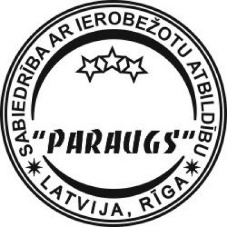 SABIEDRĪBA AR IEROBEŽOTU ATBILDĪBU
"PARAUGS"
LATVIJA, RĪGA